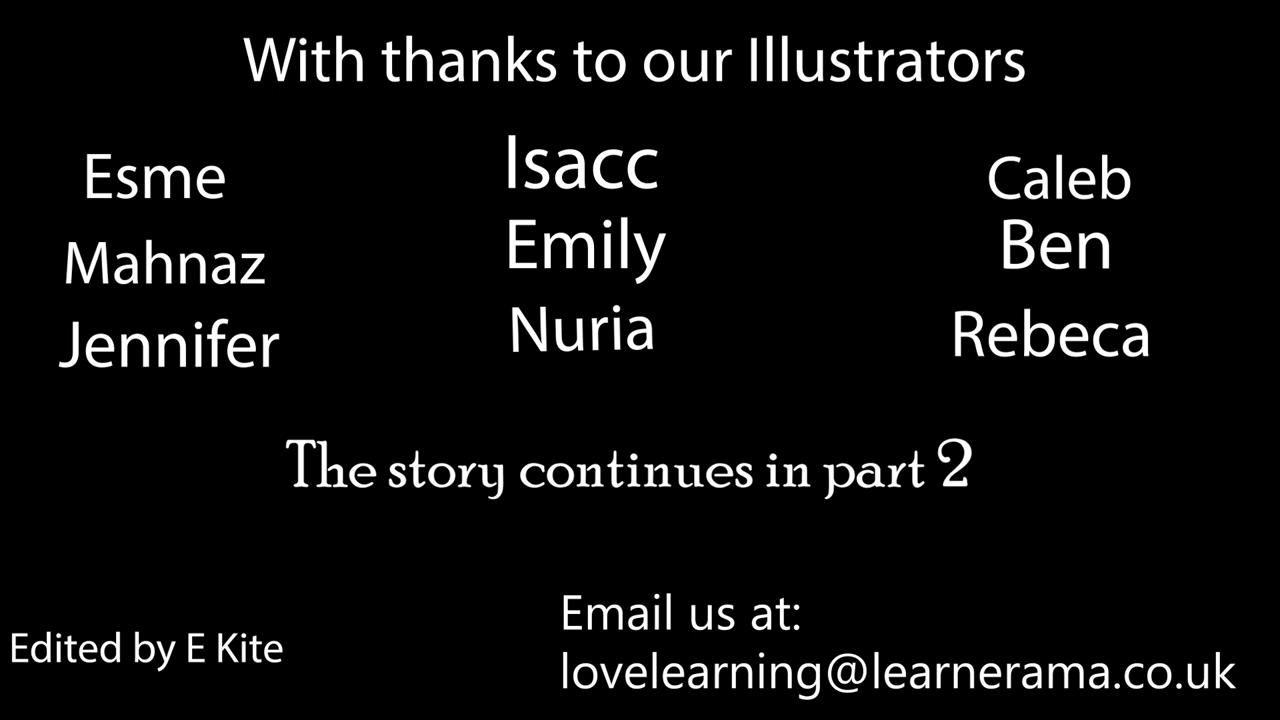 With thanks to our Illustrators
Esme Isacc Caleb
Mahnaz Emily Ben
Jennifer Nuria Rebeca
The story continues in part 2
Edited by E Kite
Email us at:
lovelearning@learnerama.co.uk